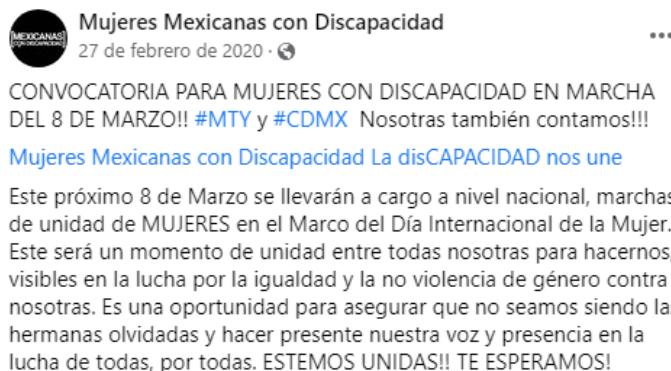 [MEXICANAS]
CON DISCAPACIDAD
Mujeres Mexicanas con Discapacidad
27 de febrero de 2020 ·
CONVOCATORIA PARA MUJERES CON DISCAPACIDAD EN MARCHA
DEL 8 DE MARZO!! #MTY y #CDMX Nosotras también contamos!!!
Mujeres Mexicanas con Discapacidad La disCAPACIDAD nos une
Este próximo 8 de Marzo se llevarán a cargo a nivel nacional, marchas
de unidad de MUJERES en el Marco del Día Internacional de la Mujer.
Este será un momento de unidad entre todas nosotras para hacernos,
visibles en la lucha por la igualdad y la no violencia de género contra
nosotras. Es una oportunidad para asegurar que no seamos siendo las
hermanas olvidadas y hacer presente nuestra voz y presencia en la
lucha de todas, por todas. ESTEMOS UNIDAS!! TE ESPERAMOS!